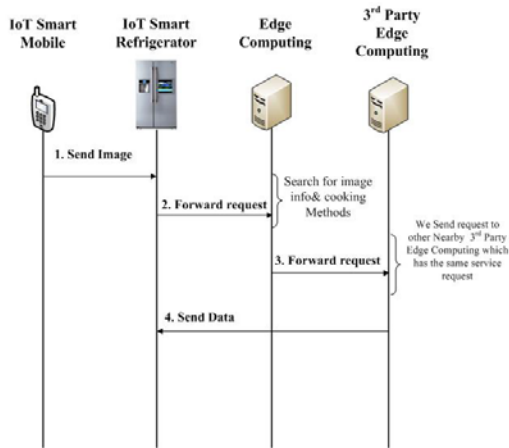 IoT Smart
Mobile
IoT Smart
Refrigerator
Edge
Computing
3rd Party
Edge
Computing
1. Send Image
2. Forward request
Search for image
info& cooking
Methods
We Send request to
other Nearby 3rd Party
Edge Computing which
has the same service
request
3. Forward request
4. Send Data